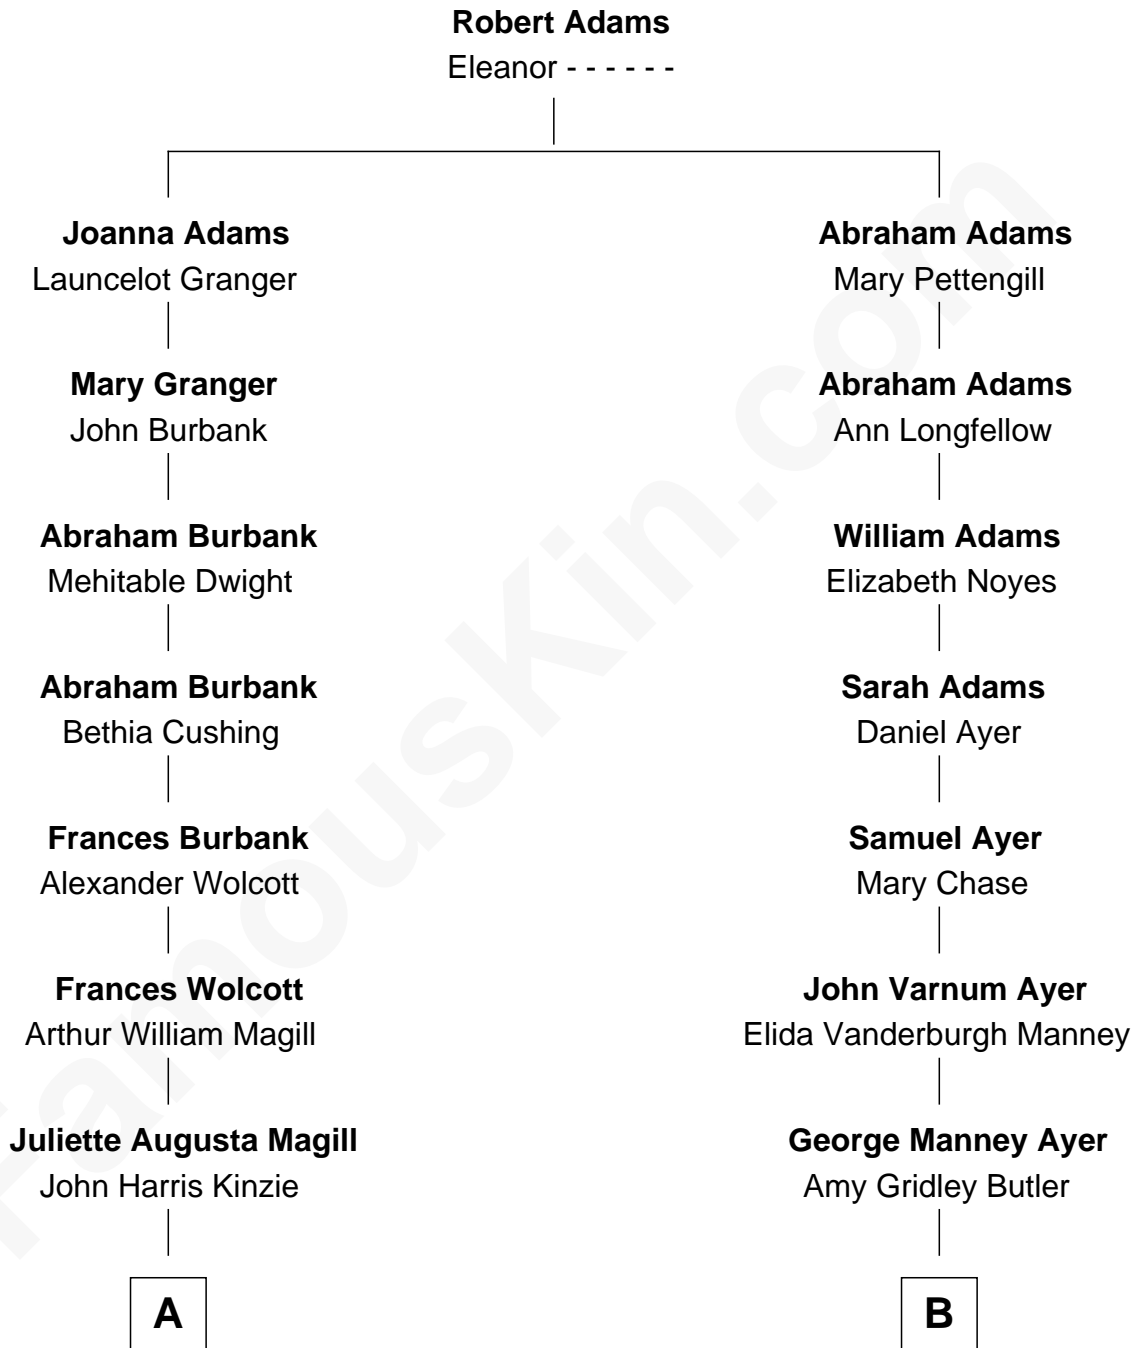 Robert Adams
Eleanor - - - - - -
Joanna Adams
Launcelot Granger
Mary Granger
John Burbank
Abraham Burbank
Mehitable Dwight
Abraham Burbank
Bethia Cushing
Frances Burbank
Alexander Wolcott
Frances Wolcott
Arthur William Magill
Juliette Augusta Magill
John Harris Kinzie
A
Abraham Adams
Mary Pettengill
Abraham Adams
Ann Longfellow
William Adams
Elizabeth Noyes
Sarah Adams
Daniel Ayer
Samuel Ayer
Mary Chase
John Varnum Ayer
Elida Vanderburgh Manney
George Manney Ayer
Amy Gridley Butler
B
FamousKin.com